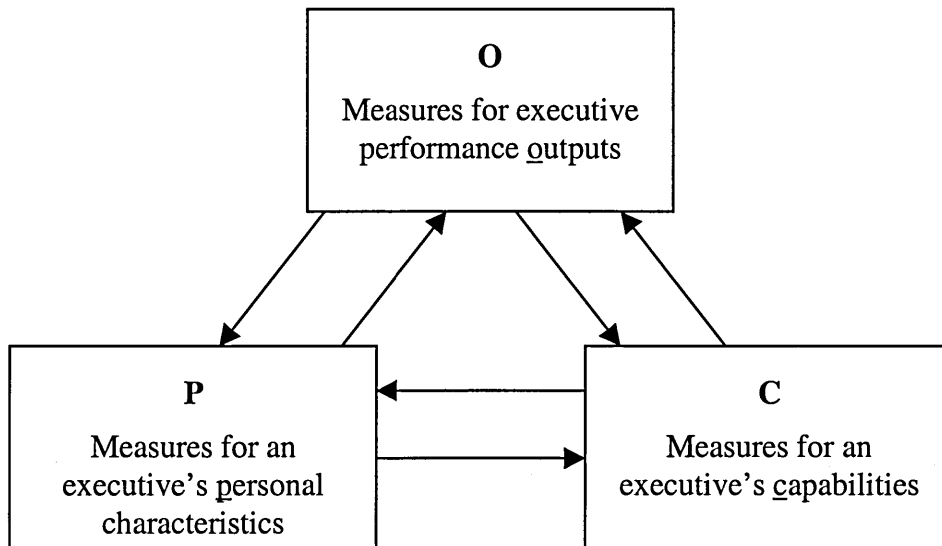 O
Measures for executive
performance outputs
P
Measures for an
executive's personal
characteristics
C
Measures for an
executive's capabilities